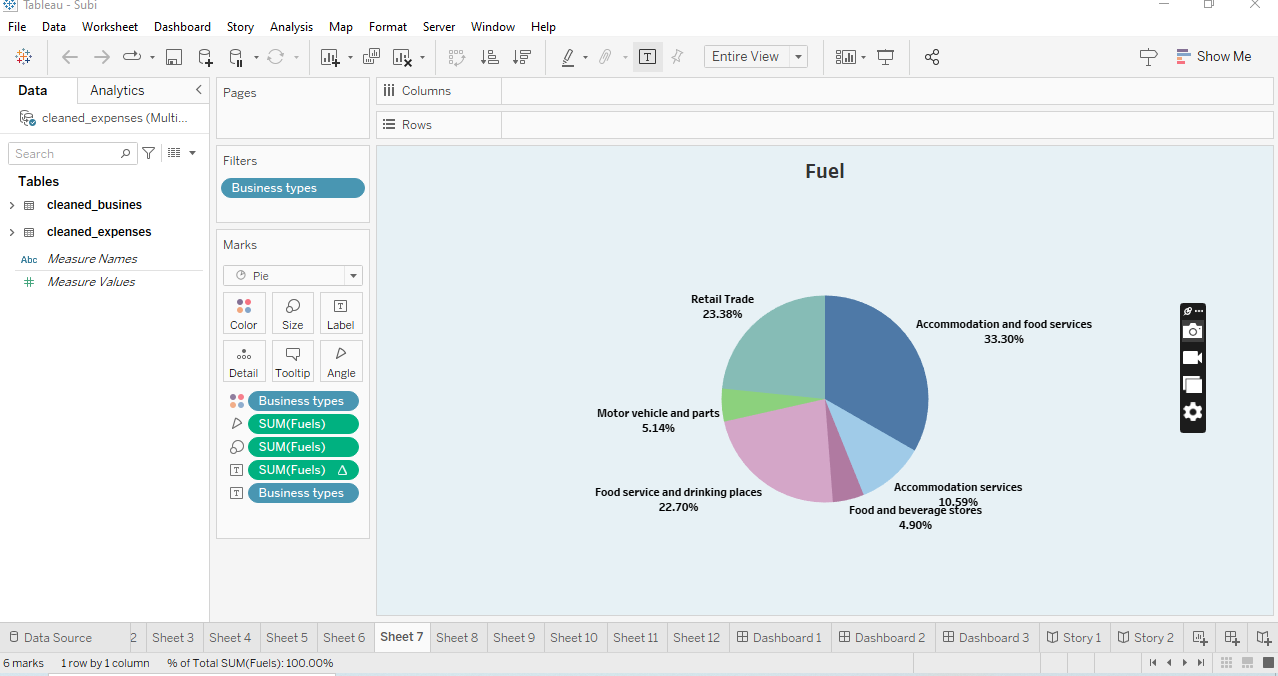 Tableau - Subi
File Data Worksheet Dashboard Story Analysis Map Format Server Window Help
Entire View
Show Me
Data Analytics
cleaned_expenses (Multi...
Search
Tables
cleaned_busines
cleaned_expenses
Abc Measure Names
# Measure Values
Pages
Filters
Business types
Marks
Pie
Color Size Label
Detail Tooltip Angle
Business types
SUM(Fuels)
SUM(Fuels)
SUM(Fuels) Δ
Business types
Columns
Rows
Fuel
Retail Trade
23.38%
Accommodation and food services
33.30%
Motor vehicle and parts
5.14%
Food service and drinking places
22.70%
Accommodation services
10.59%
Food and beverage stores
4.90%
Data Source 2 Sheet 3 Sheet 4 Sheet 5 Sheet 6 Sheet 7 Sheet 8 Sheet 9 Sheet 10 Sheet 11 Sheet 12 Dashboard 1 Dashboard 2 Dashboard 3 Story 1 Story 2
6 marks 1 row by 1 column % of Total SUM(Fuels): 100.00%